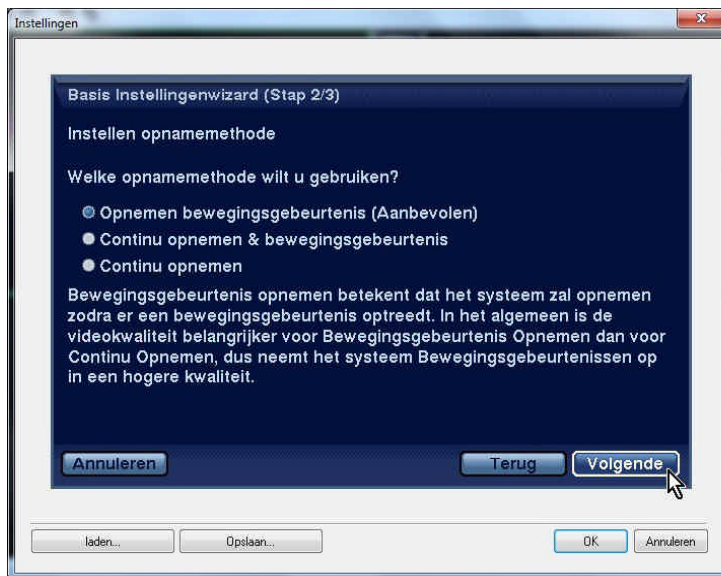 Instellingen
Basis Instellingenwizard (Stap 2/3)
Instellen opnamemethode
Welke opnamemethode wilt u gebruiken?
Opnemen bewegingsgebeurtenis (Aanbevolen)
Continu opnemen & bewegingsgebeurtenis
Continu opnemen
Bewegingsgebeurtenis opnemen betekent dat het systeem zal opnemen
zodra er een bewegingsgebeurtenis optreedt. In het algemeen is de
videokwaliteit belangrijker voor Bewegingsgebeurtenis Opnemen dan voor
Continu Opnemen, dus neemt het systeem Bewegingsgebeurtenissen op
in een hogere kwaliteit.
Annuleren Terug Volgende
laden... Opslaan... OK Annuleren